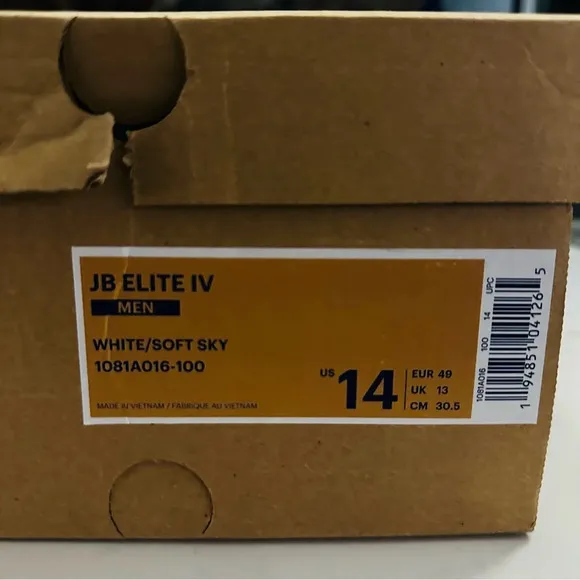 JB ELITE IV
MEN
WHITE/SOFT SKY
1081A016-100
MADE IN VIETNAM / FABRIQUE AU VIETNAM
US 14
EUR 49
UK 13
CM 30.5
1081A016 100 14 UPC
1 94851 04126 5